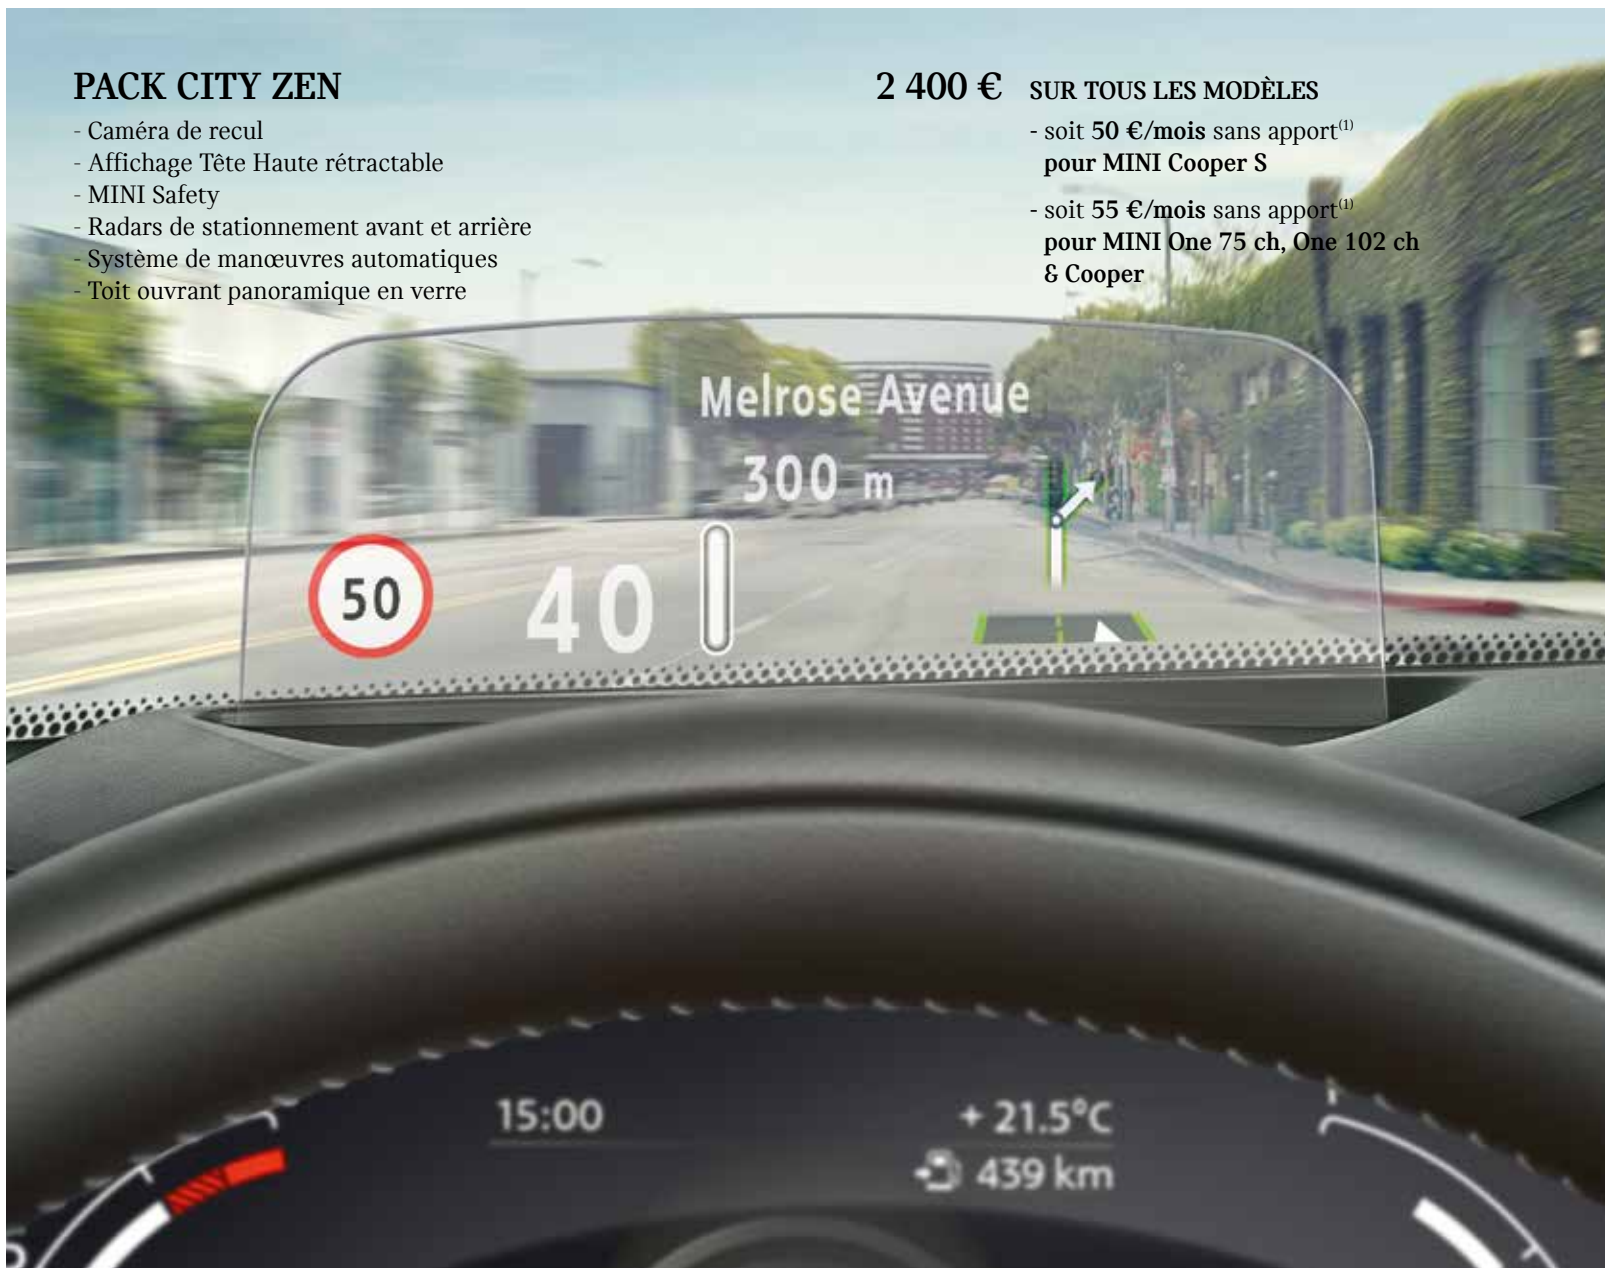 PACK CITY ZEN
- Caméra de recul
- Affichage Tête Haute rétractable
- MINI Safety
- Radars de stationnement avant et arrière
- Système de manœuvres automatiques
- Toit ouvrant panoramique en verre
2 400 € SUR TOUS LES MODÈLES
- soit 50 €/mois sans apport(1)
pour MINI Cooper S
- soit 55 €/mois sans apport(1)
pour MINI One 75 ch, One 102 ch
& Cooper
Melrose Avenue
300 m
50
40
15:00
+ 21.5°C
439 km